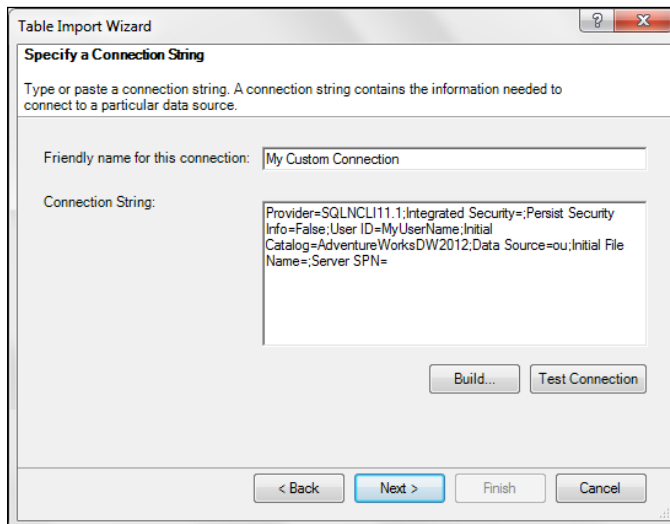 Table Import Wizard
?
Specify a Connection String
Type or paste a connection string. A connection string contains the information needed to
connect to a particular data source.
Friendly name for this connection: My Custom Connection
Connection String:
Provider=SQLNCLI11.1;Integrated Security=;Persist Security
Info=False;User ID=MyUserName;Initial
Catalog=AdventureWorksDW2012;Data Source=ou;Initial File
Name=;Server SPN=
Build... Test Connection
< Back Next > Finish Cancel